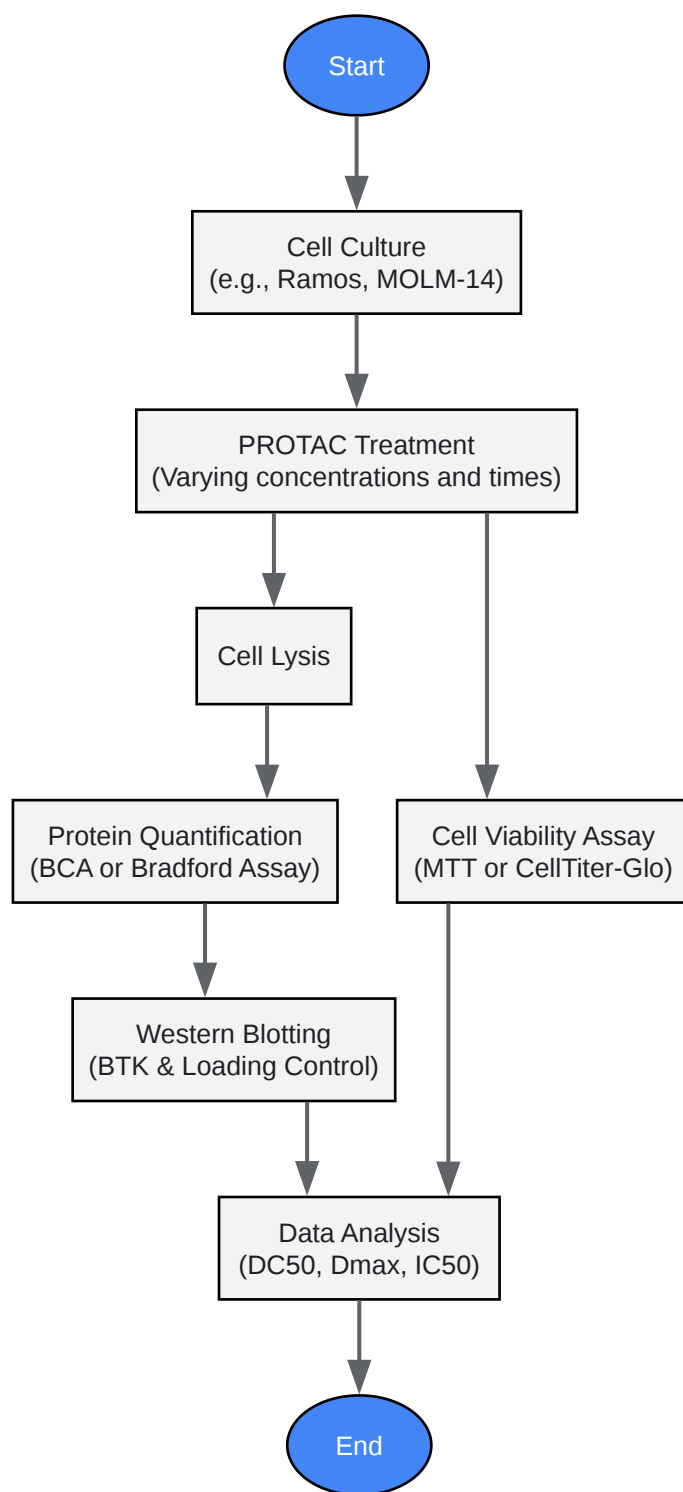 Start
Cell Culture
(e.g., Ramos, MOLM-14)
PROTAC Treatment
(Varying concentrations and times)
Cell Lysis
Protein Quantification
(BCA or Bradford Assay)
Cell Viability Assay
(MTT or CellTiter-Glo)
Western Blotting
(BTK & Loading Control)
Data Analysis
(DC50, Dmax, IC50)
End